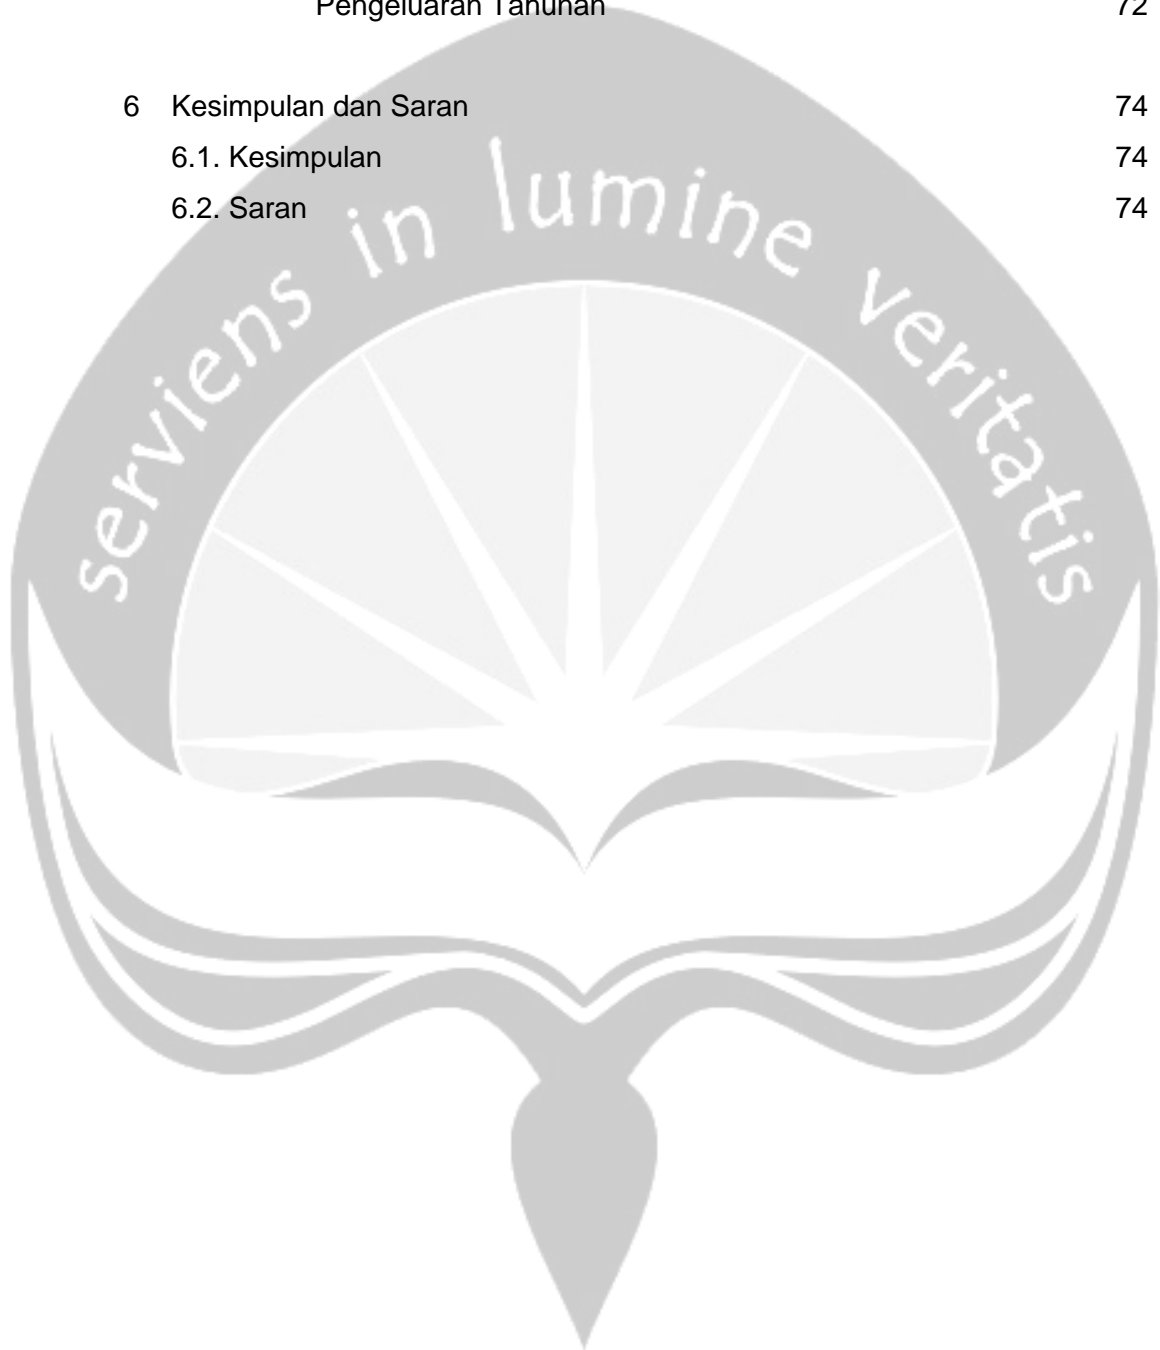 Pengeluaran Tahunan 72
6 Kesimpulan dan Saran 74
6.1. Kesimpulan 74
6.2. Saran 74
serviens in lumine veritatis